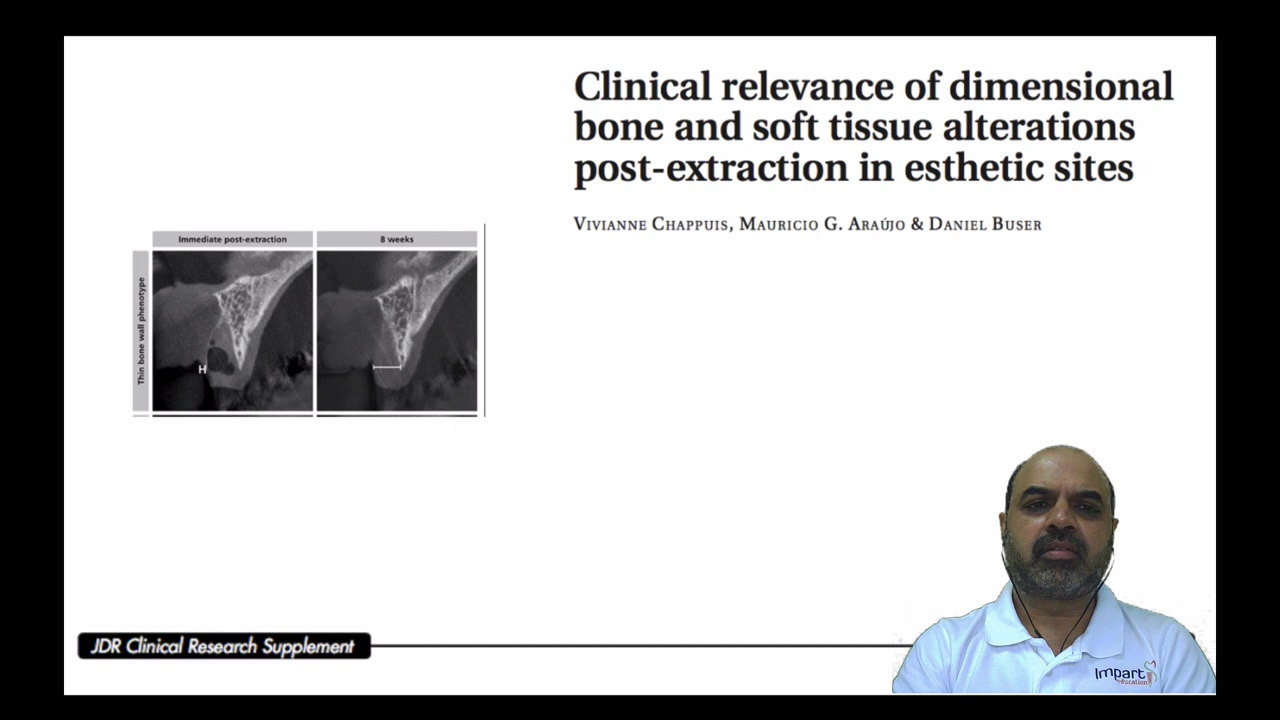 Clinical relevance of dimensional
bone and soft tissue alterations
post-extraction in esthetic sites
VIVIANNE CHAPPUIS, MAURICIO G. ARAÚJO & DANIEL BUSER
Immediate post-extraction
8 weeks
Thin bone wall phenotype
H
JDR Clinical Research Supplement
Impart
education